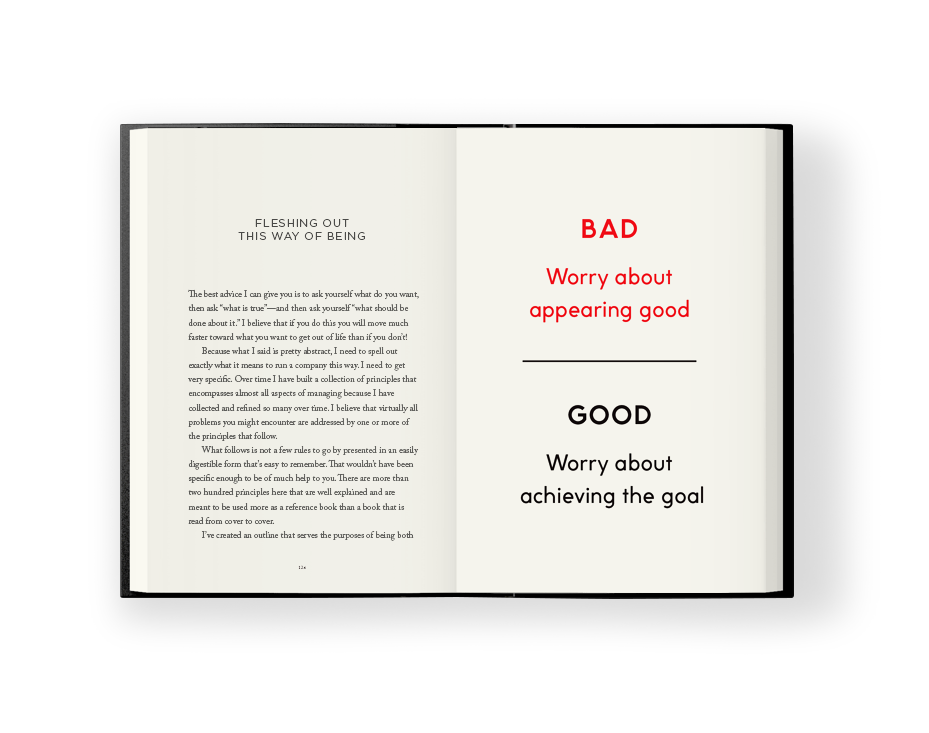 FLESHING OUT
THIS WAY OF BEING
The best advice I can give you is to ask yourself what do you want,
then ask “what is true”—and then ask yourself “what should be
done about it.” I believe that if you do this you will move much
faster toward what you want to get out of life than if you don’t!
Because what I said is pretty abstract, I need to spell out
exactly what it means to run a company this way. I need to get
very specific. Over time I have built a collection of principles that
encompasses almost all aspects of managing because I have
collected and refined so many over time. I believe that virtually all
problems you might encounter are addressed by one or more of
the principles that follow.
What follows is not a few rules to go by presented in an easily
digestible form that’s easy to remember. That wouldn’t have been
specific enough to be of much help to you. There are more than
two hundred principles here that are well explained and are
meant to be used more as a reference book than a book that is
read from cover to cover.
I’ve created an outline that serves the purposes of being both
BAD
Worry about
appearing good
GOOD
Worry about
achieving the goal